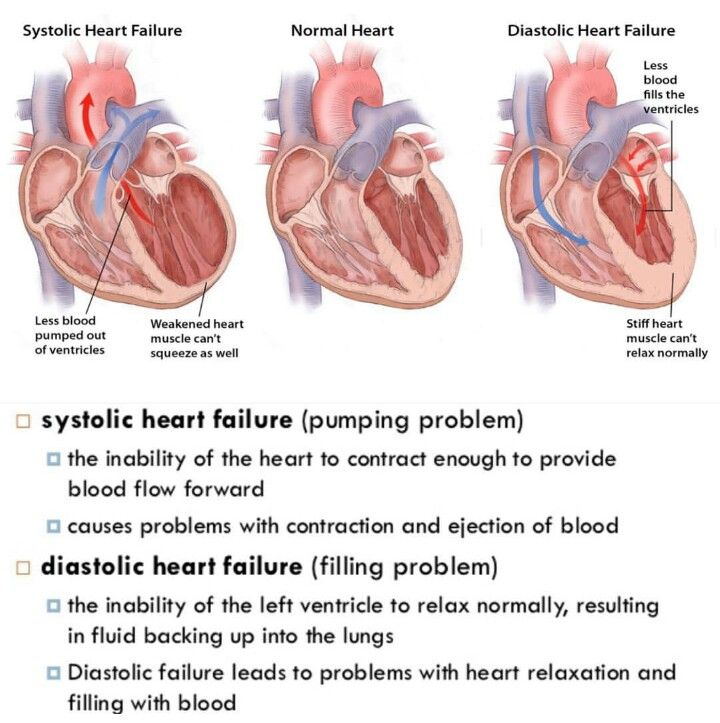 Systolic Heart Failure
Normal Heart
Diastolic Heart Failure
Less
blood
fills the
ventricles
Less blood
pumped out
of ventricles
Weakened heart
muscle can't
squeeze as well
Stiff heart
muscle can't
relax normally
systolic heart failure (pumping problem)
the inability of the heart to contract enough to provide
blood flow forward
causes problems with contraction and ejection of blood
diastolic heart failure (filling problem)
the inability of the left ventricle to relax normally, resulting
in fluid backing up into the lungs
Diastolic failure leads to problems with heart relaxation and
filling with blood